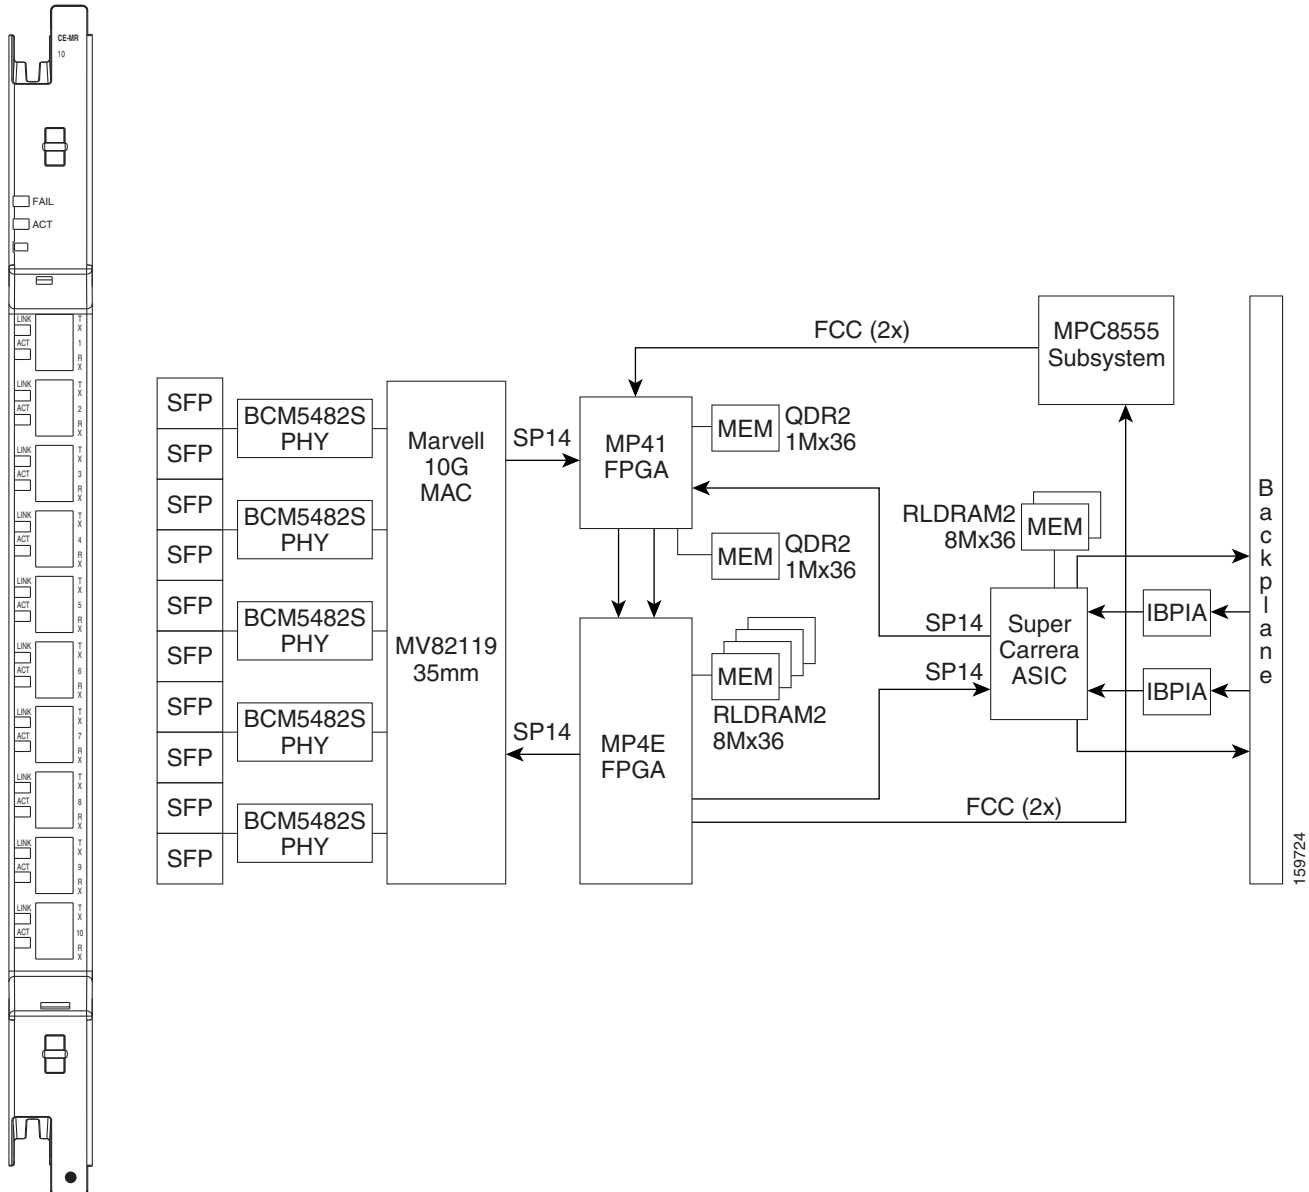 CE-MR
10
FAIL
ACT
LINK
ACT
TX
1
RX
LINK
ACT
TX
2
RX
LINK
ACT
TX
3
RX
LINK
ACT
TX
4
RX
LINK
ACT
TX
5
RX
LINK
ACT
TX
6
RX
LINK
ACT
TX
7
RX
LINK
ACT
TX
8
RX
LINK
ACT
TX
9
RX
LINK
ACT
TX
10
RX
SFP
SFP
SFP
SFP
SFP
SFP
SFP
SFP
SFP
SFP
BCM5482S
PHY
BCM5482S
PHY
BCM5482S
PHY
BCM5482S
PHY
BCM5482S
PHY
Marvell
10G
MAC
MV82119
35mm
SP14
SP14
MP41
FPGA
MP4E
FPGA
MEM
QDR2
1Mx36
MEM
QDR2
1Mx36
MEM
RLDRAM2
8Mx36
FCC (2x)
MPC8555
Subsystem
RLDRAM2
8Mx36
MEM
SP14
SP14
Super
Carrera
ASIC
IBPIA
IBPIA
FCC (2x)
Backplane
159724